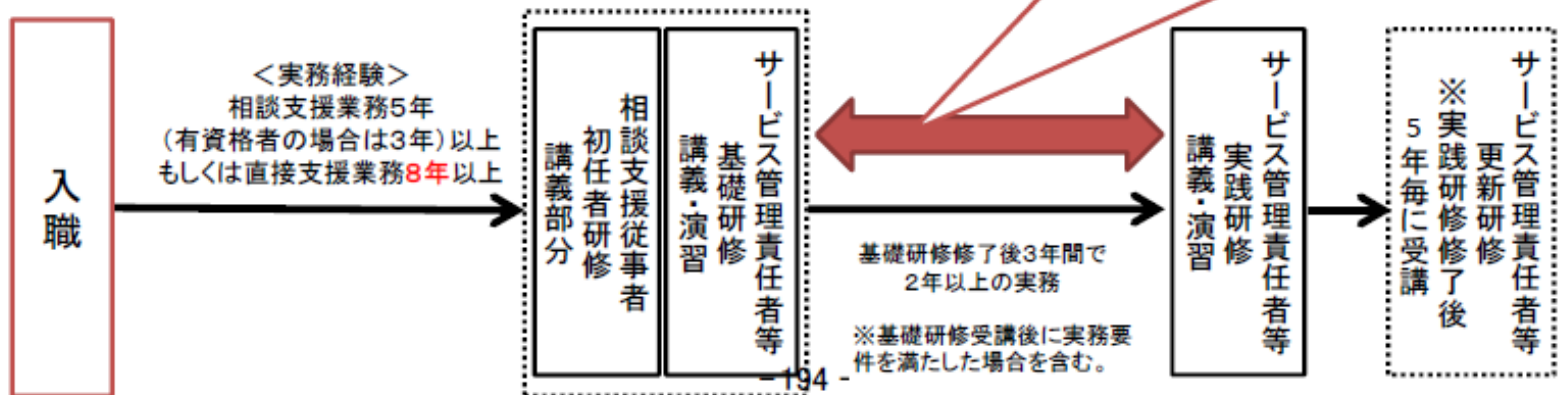 入職
＜実務経験＞
相談支援業務5年
（有資格者の場合は3年）以上
もしくは直接支援業務8年以上
相談支援従事者
初任者研修
講義部分
サービス管理責任者等
基礎研修
講義・演習
基礎研修修了後3年間で
2年以上の実務
※基礎研修受講後に実務要
件を満たした場合を含む。
サービス管理責任者等
実践研修
講義・演習
サービス管理責任者等
更新研修
※実践研修修了後
5年毎に受講
- 194 -